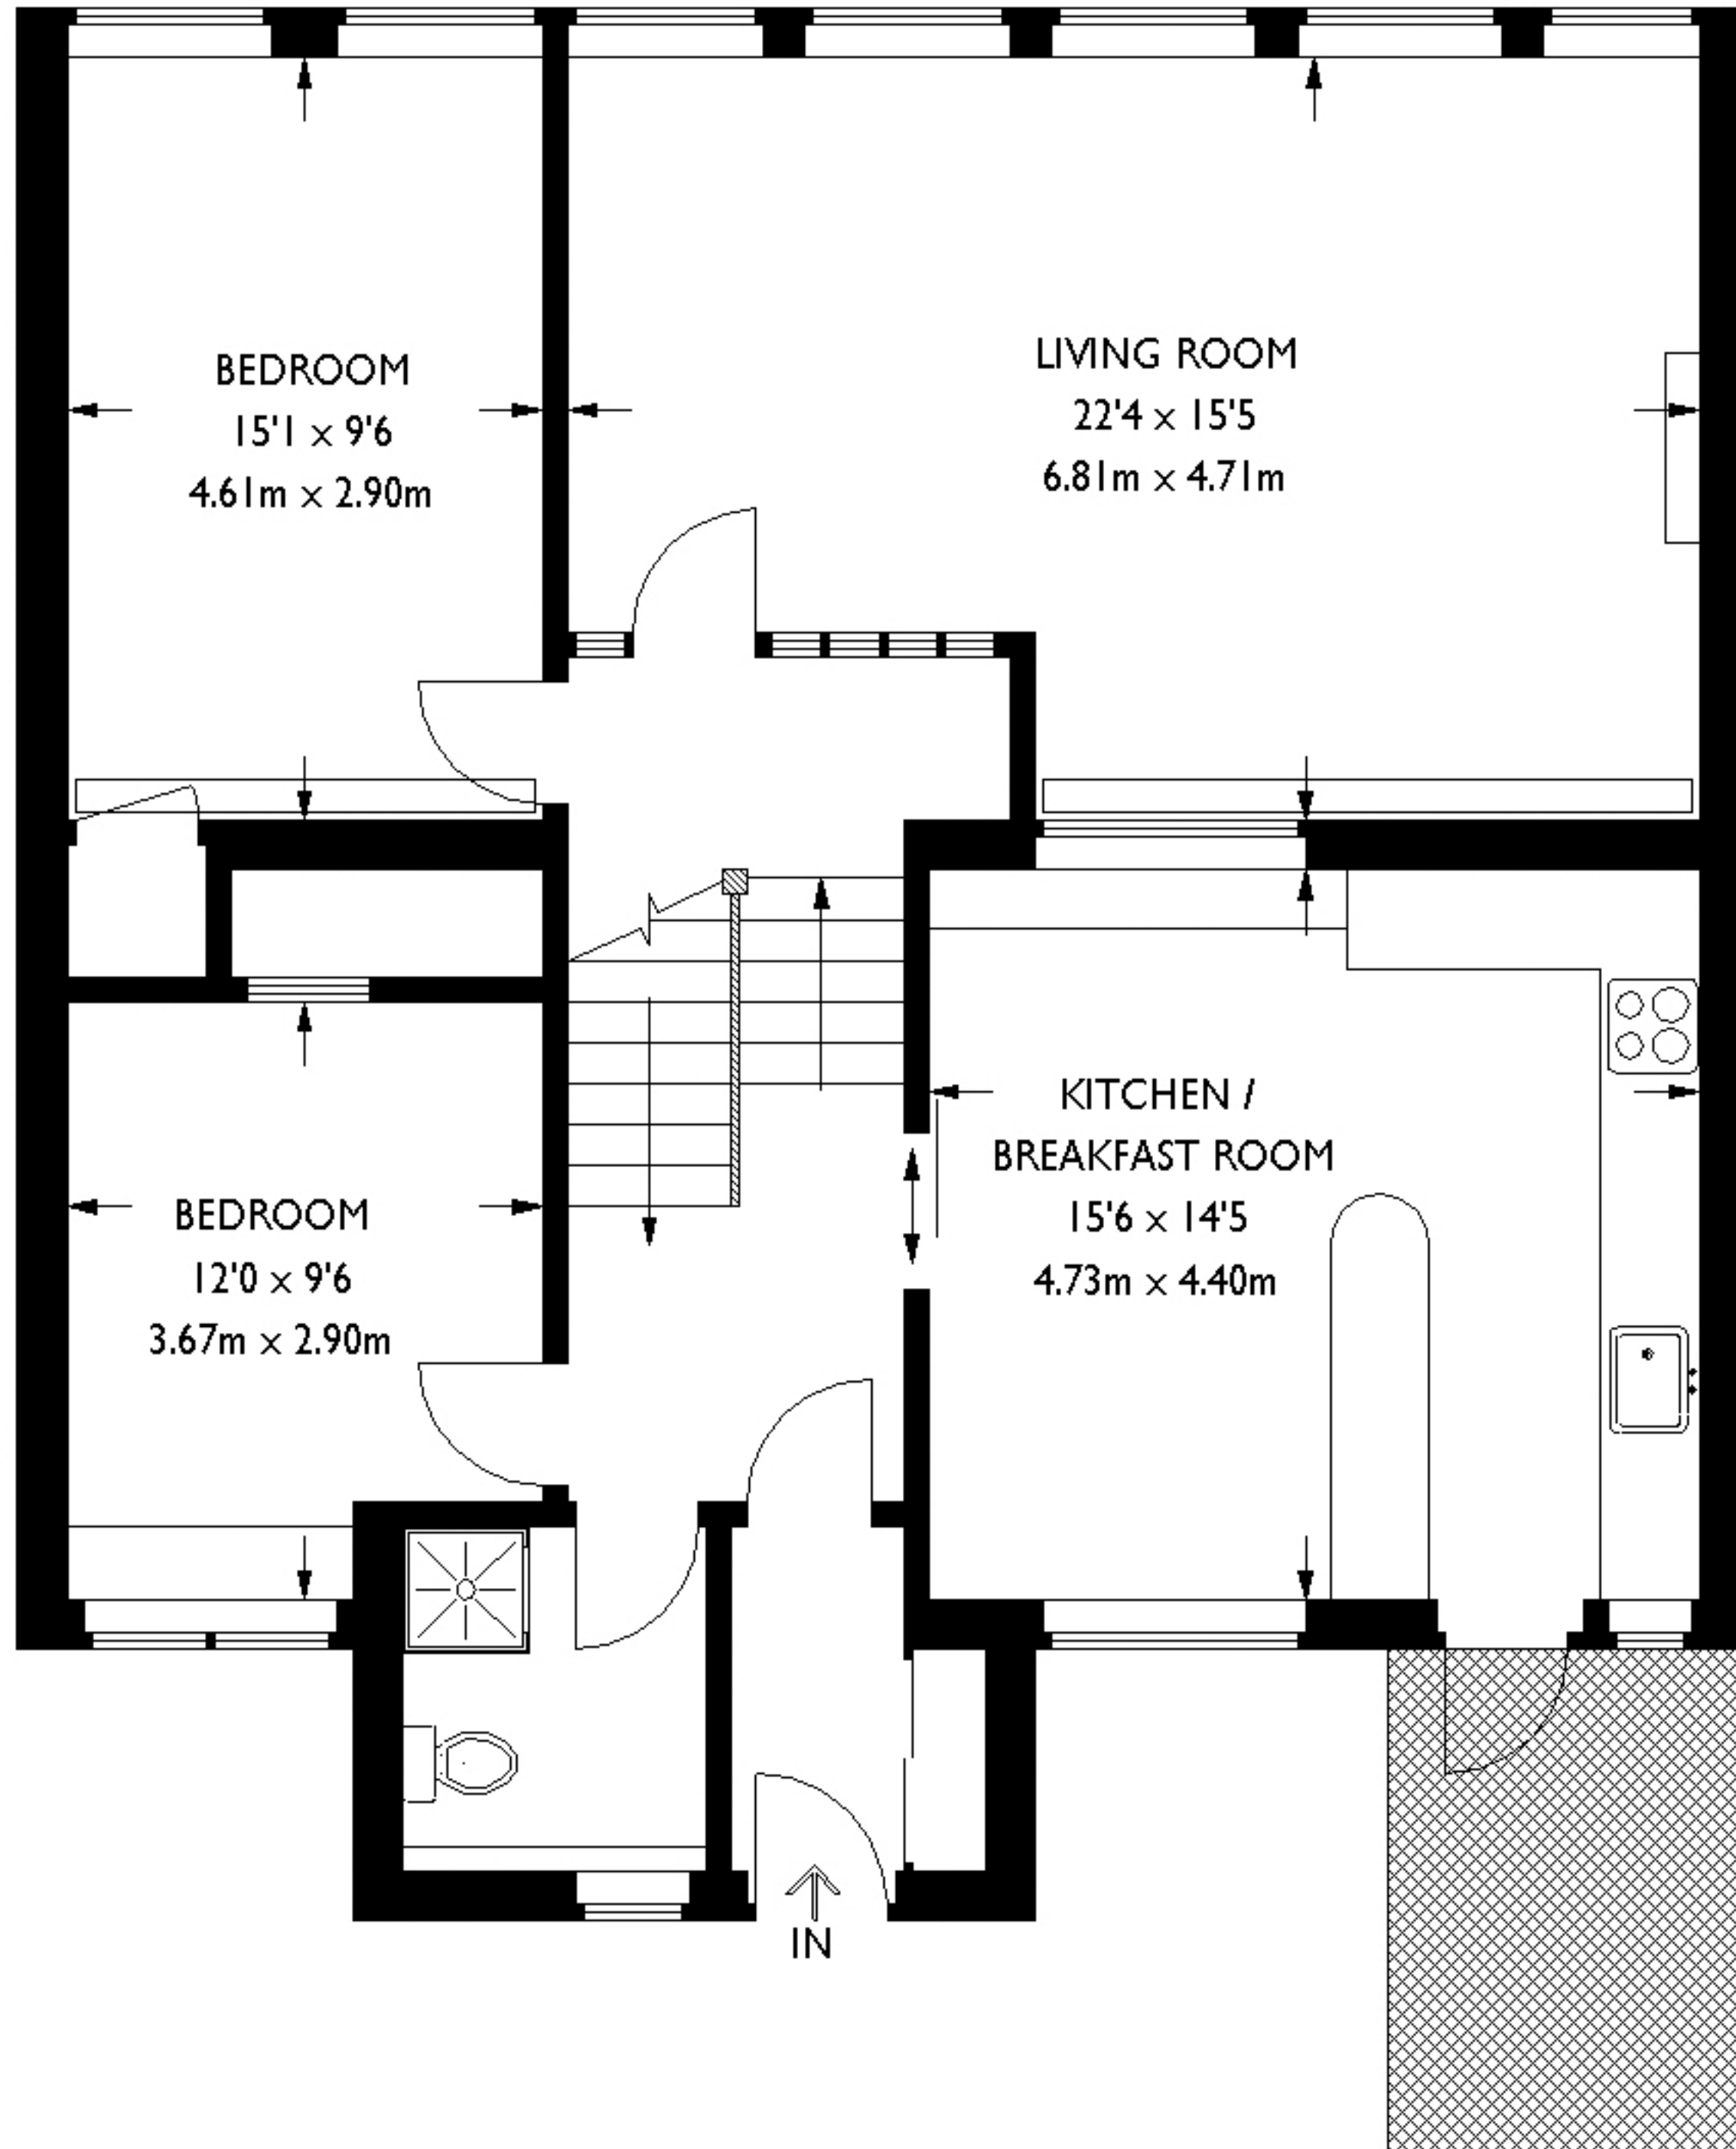 BEDROOM
15'1 x 9'6
4.61m x 2.90m
LIVING ROOM
22'4 x 15'5
6.81m x 4.71m
KITCHEN /
BREAKFAST ROOM
15'6 x 14'5
4.73m x 4.40m
BEDROOM
12'0 x 9'6
3.67m x 2.90m
IN